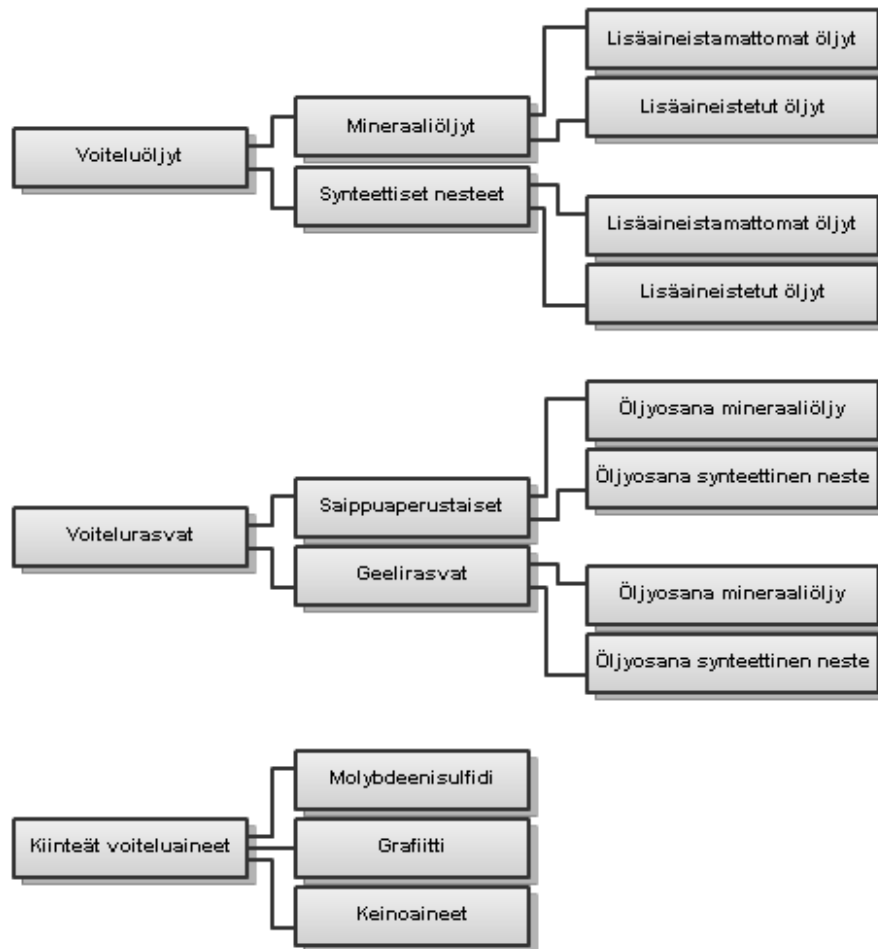 Voiteluöljyt
Mineraaliöljyt
Lisäaineistamattomat öljyt
Lisäaineistetut öljyt
Synteettiset nesteet
Lisäaineistamattomat öljyt
Lisäaineistetut öljyt
Voitelurasvat
Saippuaperustaiset
Öljyosana mineraaliöljy
Öljyosana synteettinen neste
Geelirasvat
Öljyosana mineraaliöljy
Öljyosana synteettinen neste
Kiinteät voiteluaineet
Molybdeenisulfidi
Grafiitti
Keinoaineet